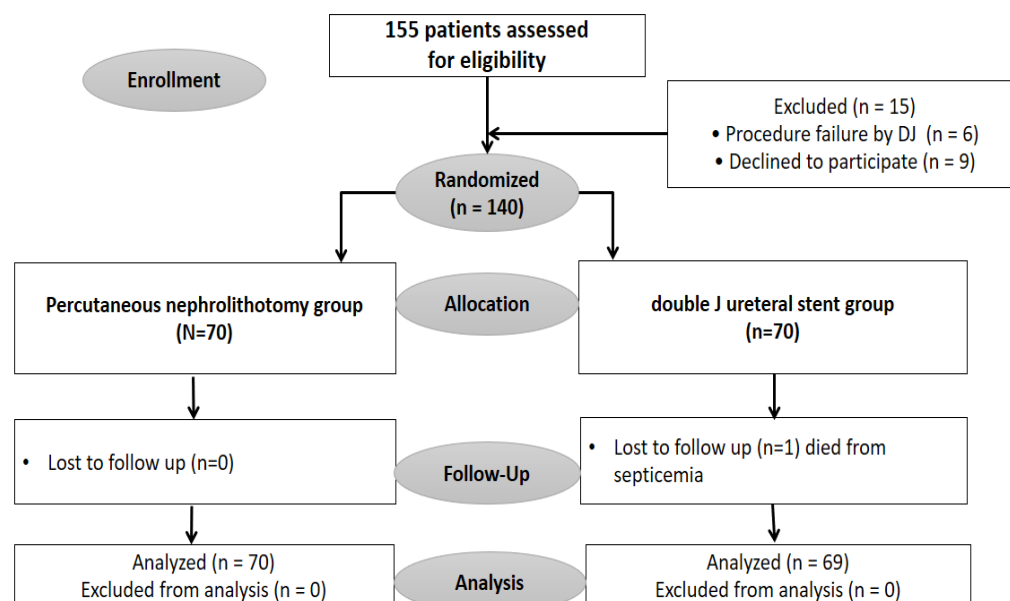 155 patients assessed
for eligibility
Enrollment
Excluded (n = 15)
• Procedure failure by DJ (n = 6)
• Declined to participate (n = 9)
Randomized
(n = 140)
Percutaneous nephrolithotomy group
(N=70)
Allocation
double J ureteral stent group
(n=70)
• Lost to follow up (n=0)
Follow-Up
• Lost to follow up (n=1) died from
septicemia
Analyzed (n = 70)
Excluded from analysis (n = 0)
Analysis
Analyzed (n = 69)
Excluded from analysis (n = 0)